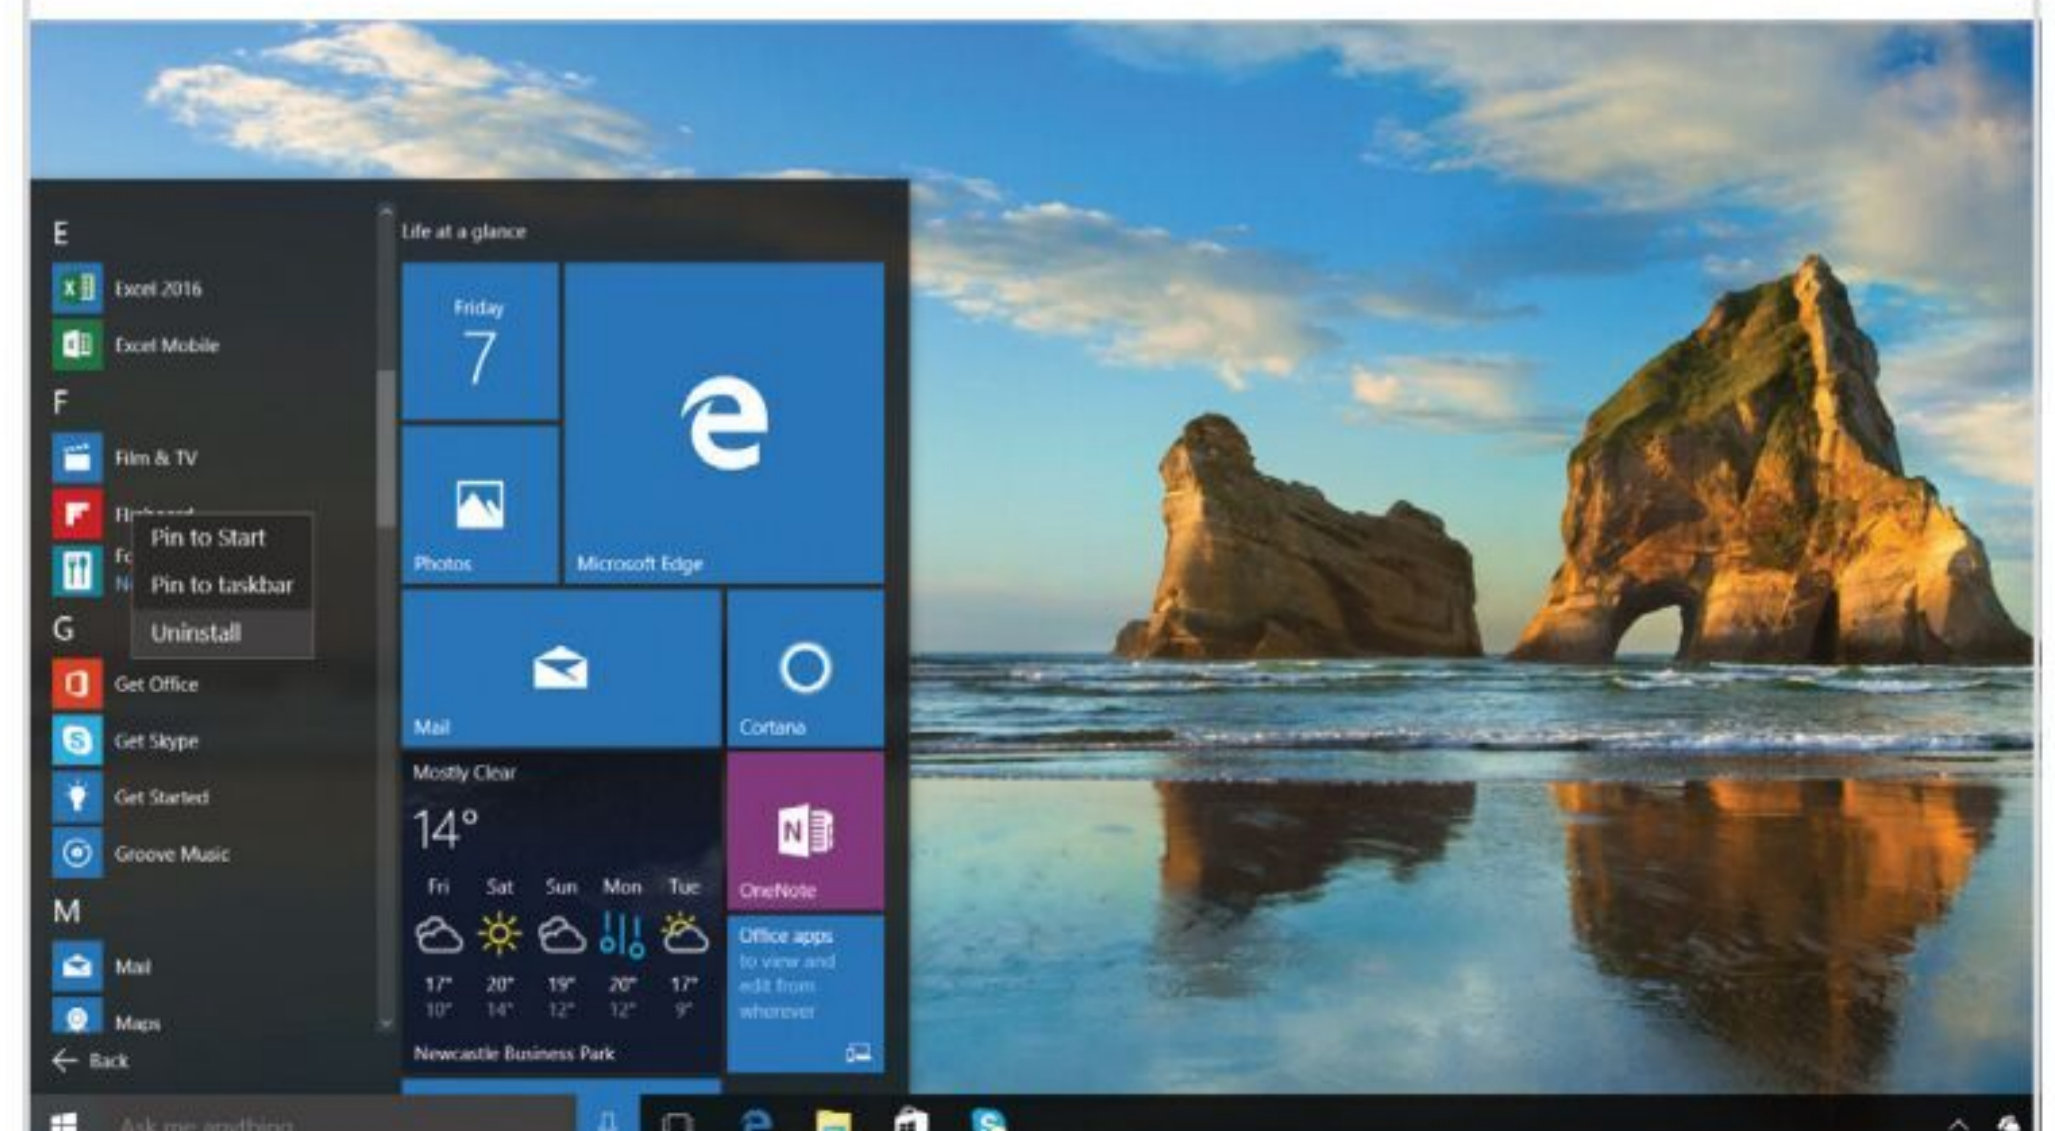 E
Excel 2016
Excel Mobile
F
Film & TV
Pin to Start
Pin to taskbar
Uninstall
G
Get Office
Get Skype
Get Started
Groove Music
M
Mail
Maps
Back
Life at a glance
Friday
7
Photos
Microsoft Edge
Mail
Cortana
Mostly Clear
14°
Fri Sat Sun Mon Tue
17° 20° 19° 20° 17°
10° 14° 12° 12° 9°
Newcastle Business Park
OneNote
Office apps
to view and
edit from
wherever
Ask me anything